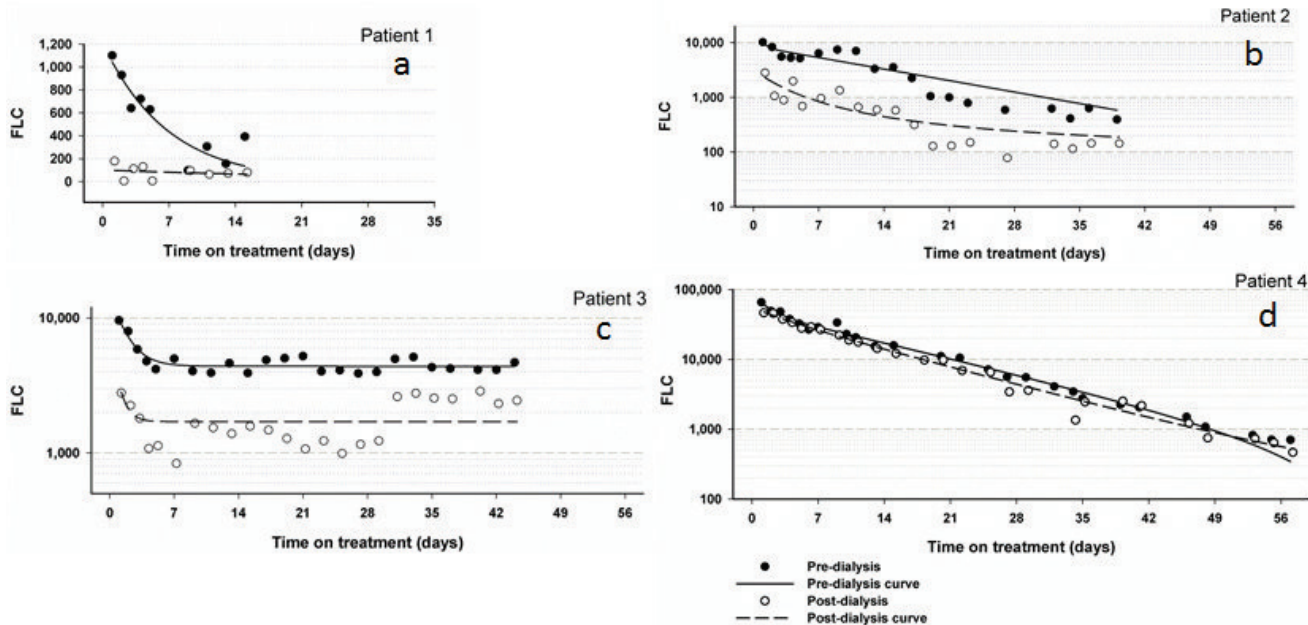 Patient 1
a
1,200
1,000
800
600
400
200
0
FLC
0 7 14 21 28 35
Time on treatment (days)
Patient 2
b
10,000
1,000
100
10
FLC
0 7 14 21 28 35 42 49 56
Time on treatment (days)
Patient 3
c
10,000
1,000
FLC
0 7 14 21 28 35 42 49 56
Time on treatment (days)
Patient 4
d
100,000
10,000
1,000
100
FLC
0 7 14 21 28 35 42 49 56
Time on treatment (days)
Pre-dialysis
Pre-dialysis curve
Post-dialysis
Post-dialysis curve